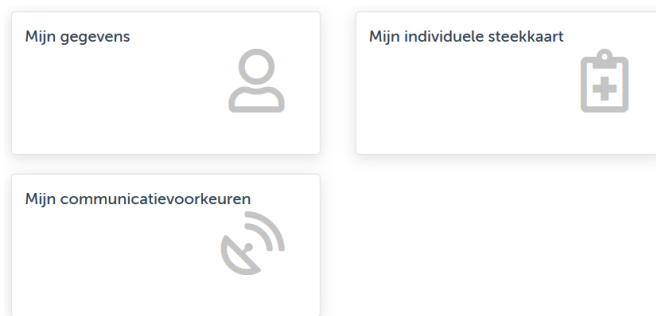 Mijn gegevens
Mijn individuele steekkaart
Mijn communicatievoorkeuren